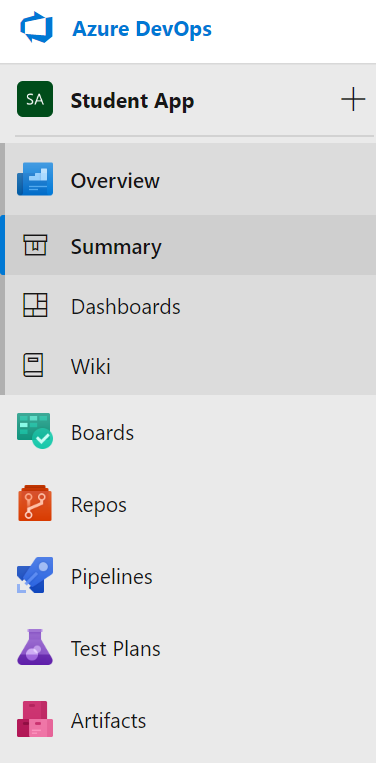 Azure DevOps
SA Student App
Overview
Summary
Dashboards
Wiki
Boards
Repos
Pipelines
Test Plans
Artifacts